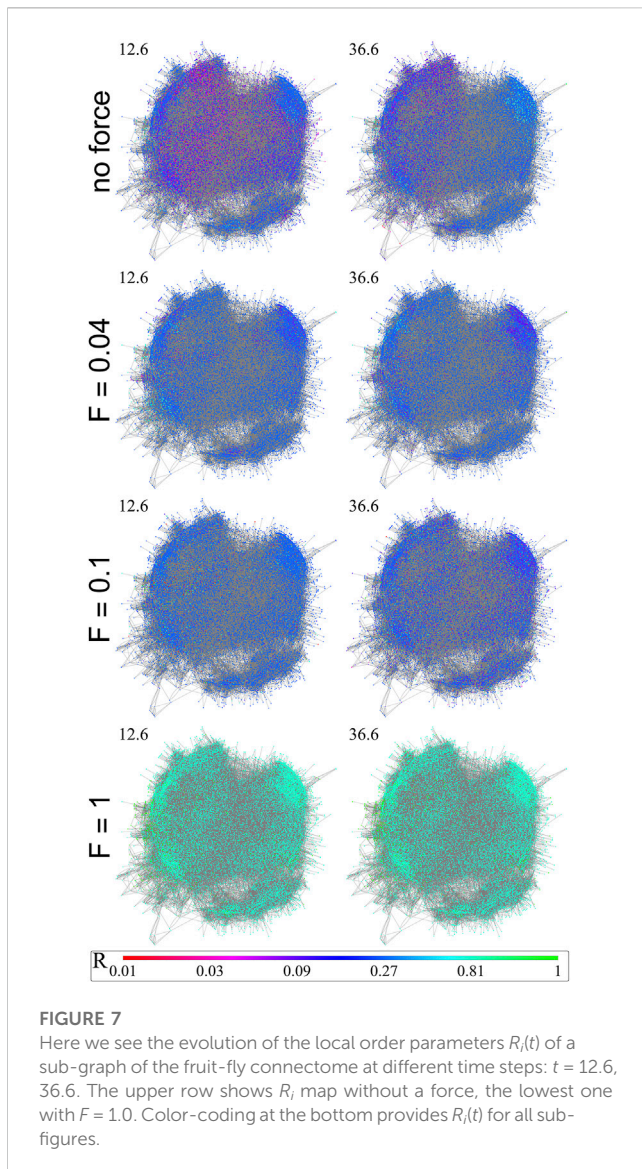 12.6 36.6
no force
12.6 36.6
F = 0.04
12.6 36.6
F = 0.1
12.6 36.6
F = 1
R 0.01 0.03 0.09 0.27 0.81 1
FIGURE 7
Here we see the evolution of the local order parameters Ri(t) of a
sub-graph of the fruit-fly connectome at different time steps: t = 12.6,
36.6. The upper row shows Ri map without a force, the lowest one
with F = 1.0. Color-coding at the bottom provides Ri(t) for all sub-
figures.